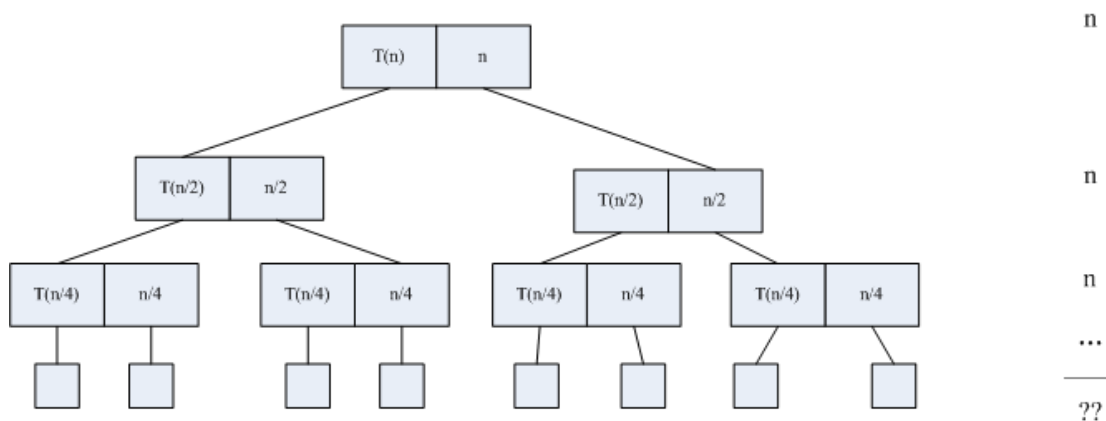 T(n) n n
T(n/2) n/2 T(n/2) n/2 n
T(n/4) n/4 T(n/4) n/4 T(n/4) n/4 T(n/4) n/4 n
...
??